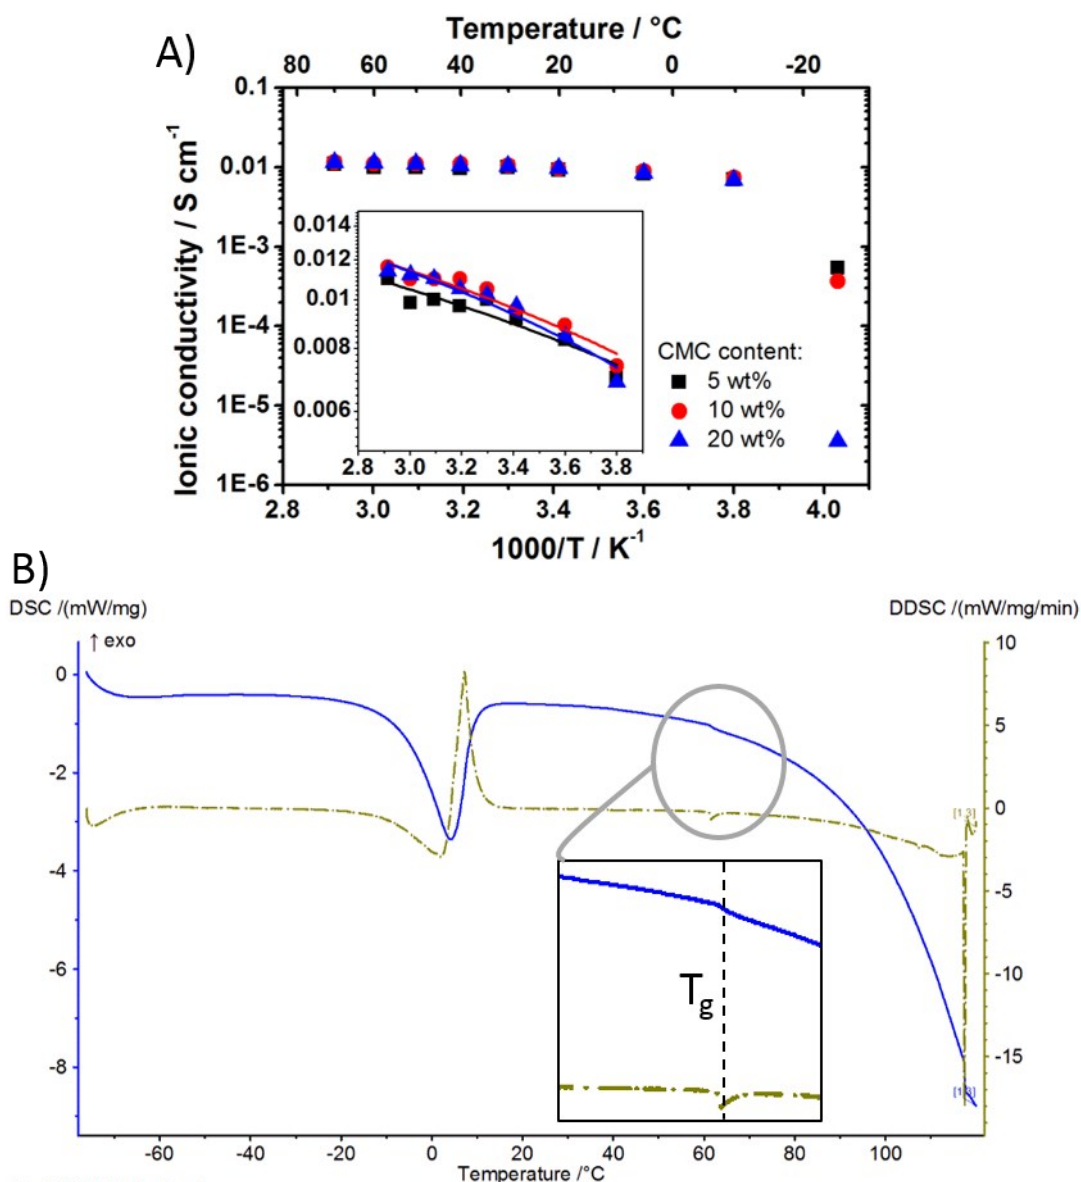 A)
Temperature / °C
80 60 40 20 0 -20
Ionic conductivity / S cm⁻¹
0.1
0.01
1E-3
1E-4
1E-5
1E-6
0.014
0.012
0.01
0.008
0.006
2.8 3.0 3.2 3.4 3.6 3.8
CMC content:
5 wt%
10 wt%
20 wt%
2.8 3.0 3.2 3.4 3.6 3.8 4.0
1000/T / K⁻¹
B)
DSC /(mW/mg)
DDSC /(mW/mg/min)
↑ exo
0
-2
-4
-6
-8
10
5
0
-5
-10
-15
[1.3]
Tg
[1.3]
-60 -40 -20 0 20 40 60 80 100
Temperature /°C